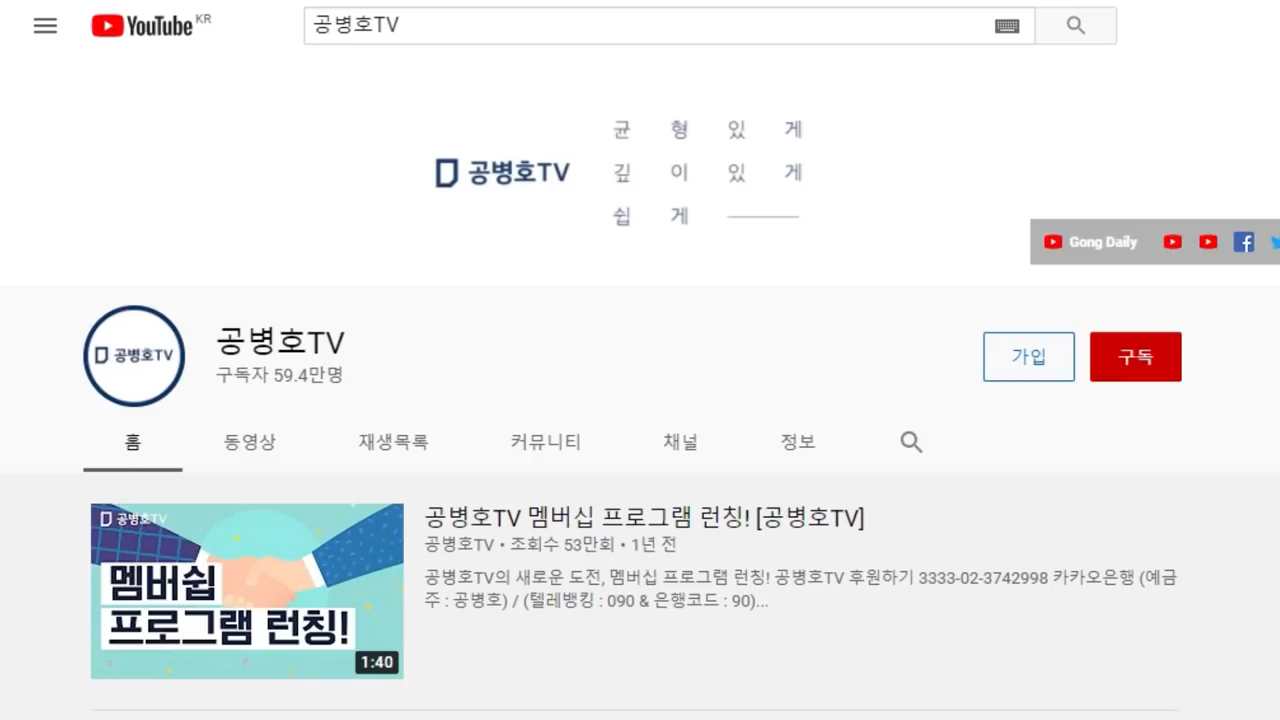 YouTube KR
공병호TV
균 형 있 게
공병호TV
깊 이 있 게
쉽 게
Gong Daily
공병호TV
공병호TV
구독자 59.4만명
가입
구독
홈
동영상
재생목록
커뮤니티
채널
정보
공병호TV
멤버쉽
프로그램 런칭!
1:40
공병호TV 멤버십 프로그램 런칭! [공병호TV]
공병호TV • 조회수 53만회 • 1년 전
공병호TV의 새로운 도전, 멤버십 프로그램 런칭! 공병호TV 후원하기 3333-02-3742998 카카오은행 (예금
주 : 공병호) / (텔레뱅킹 : 090 & 은행코드 : 90)...